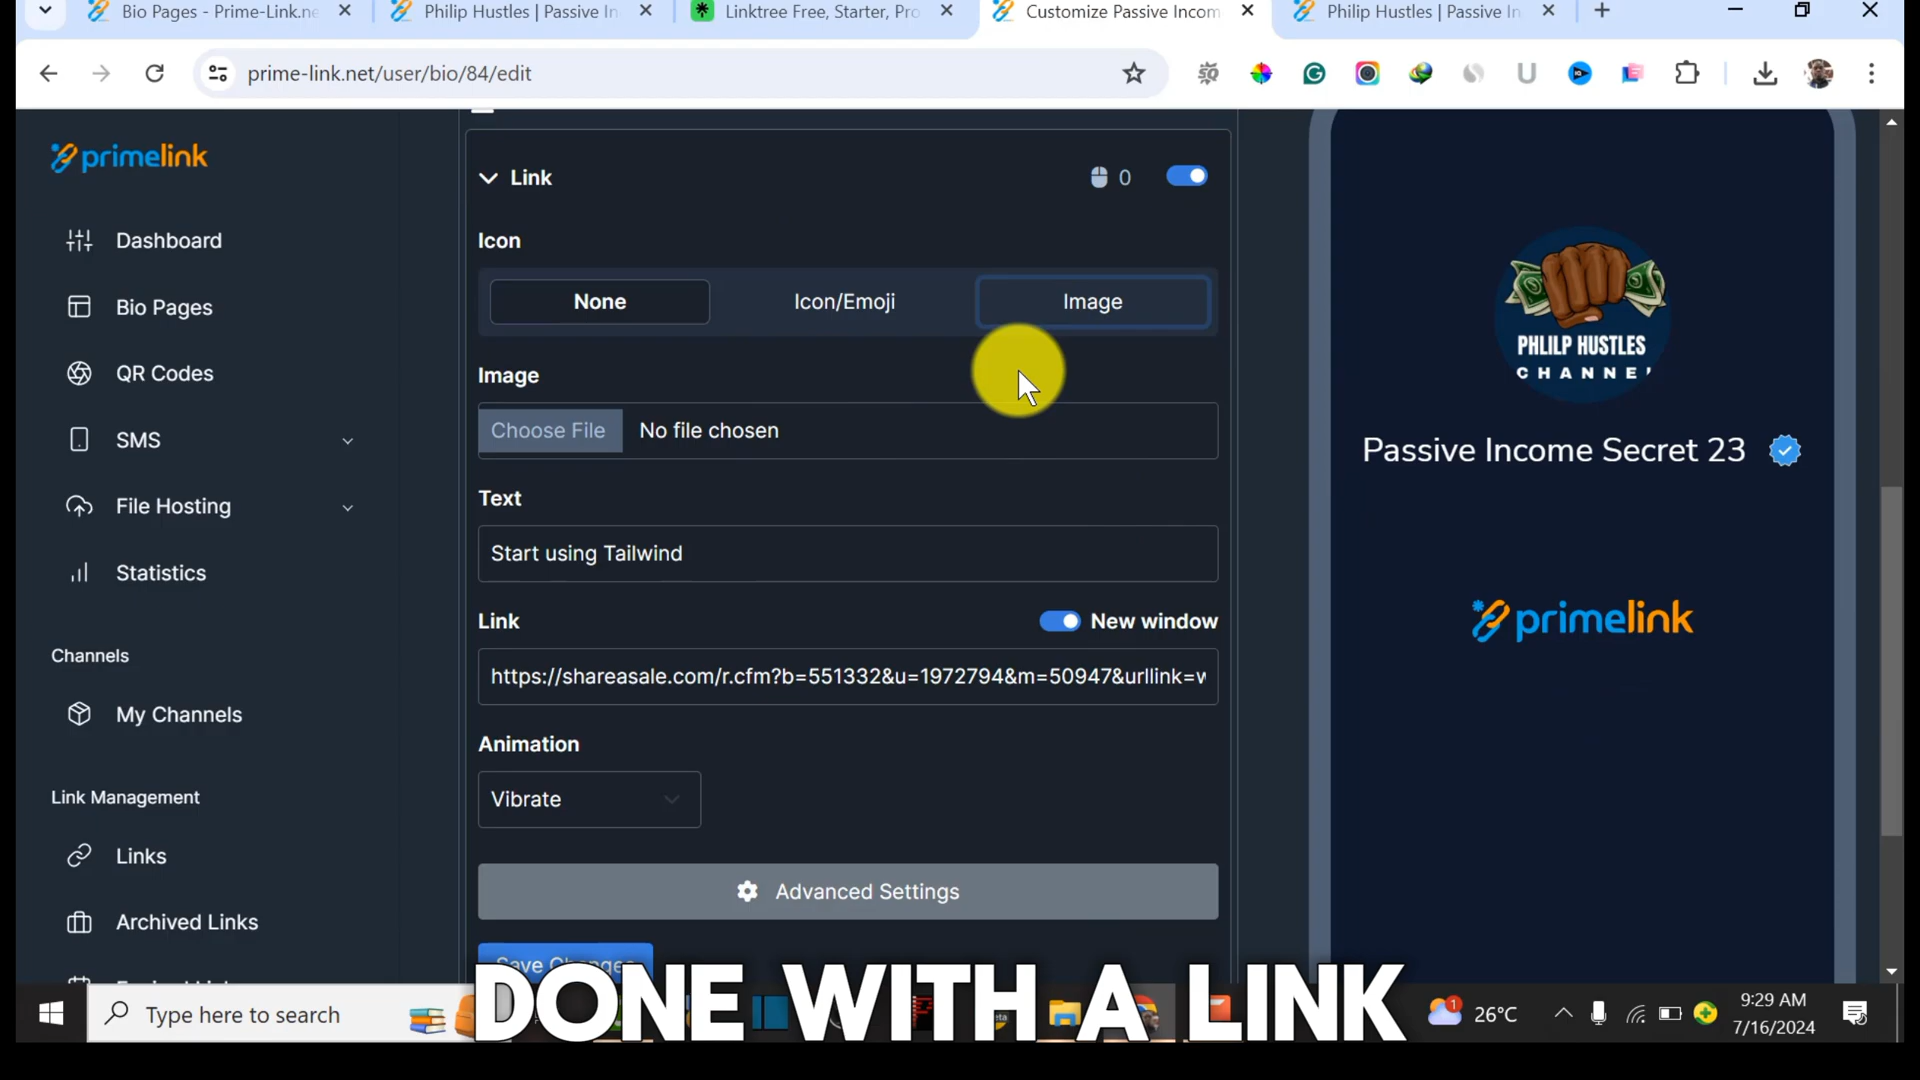 Bio Pages - Prime-Link.ne
Philip Hustles | Passive In
Linktree Free, Starter, Pro
Customize Passive Incom
Philip Hustles | Passive In
prime-link.net/user/bio/84/edit
primelink
Dashboard
Bio Pages
QR Codes
SMS
File Hosting
Statistics
Channels
My Channels
Link Management
Links
Archived Links
Link
0
Icon
None
Icon/Emoji
Image
Image
Choose File
No file chosen
Text
Start using Tailwind
Link
New window
https://shareasale.com/r.cfm?b=551332&u=1972794&m=50947&urllink=w
Animation
Vibrate
Advanced Settings
Save Changes
PHLILP HUSTLES
CHANNEL
Passive Income Secret 23
primelink
DONE WITH A LINK
Type here to search
1
26°C
9:29 AM
7/16/2024